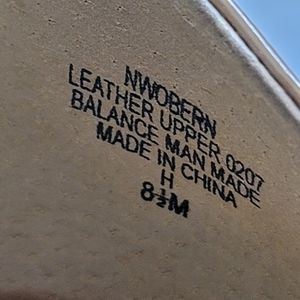 NWOBERN
LEATHER UPPER 0207
BALANCE MAN MADE
MADE IN CHINA
H
8½M